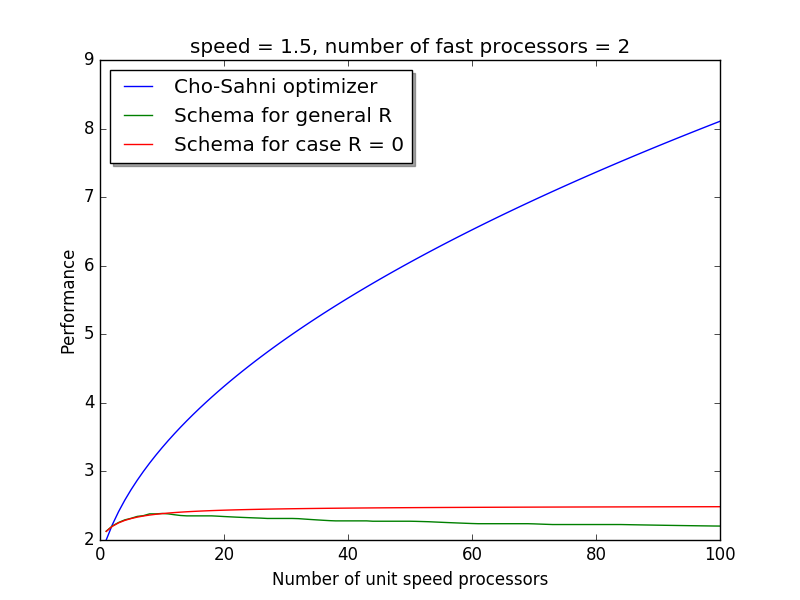 speed = 1.5, number of fast processors = 2
Cho-Sahni optimizer
Schema for general R
Schema for case R = 0
9
8
7
6
5
4
3
2
Performance
0 20 40 60 80 100
Number of unit speed processors